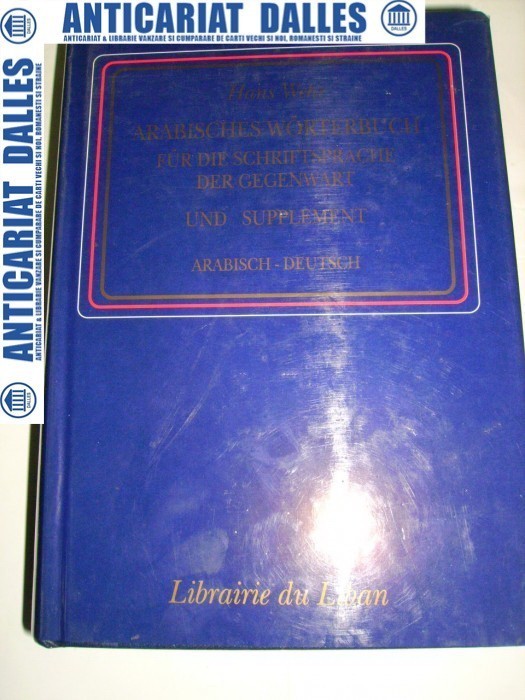 ANTICARIAT DALLES
ANTICARIAT & LIBRARIE VANZARE SI CUMPARARE DE CARTI VECHI SI NOI, ROMANESTI SI STRAINE
DALLES
DALLES
ANTICARIAT DALLES
ANTICARIAT & LIBRARIE VANZARE SI CUMPARARE DE CARTI VECHI SI NOI, ROMANESTI SI STRAINE
DALLES
DALLES
Hans Wehr
ARABISCHES WÖRTERBUCH
FÜR DIE SCHRIFTSPRACHE
DER GEGENWART
UND SUPPLEMENT
ARABISCH - DEUTSCH
Librairie du Liban